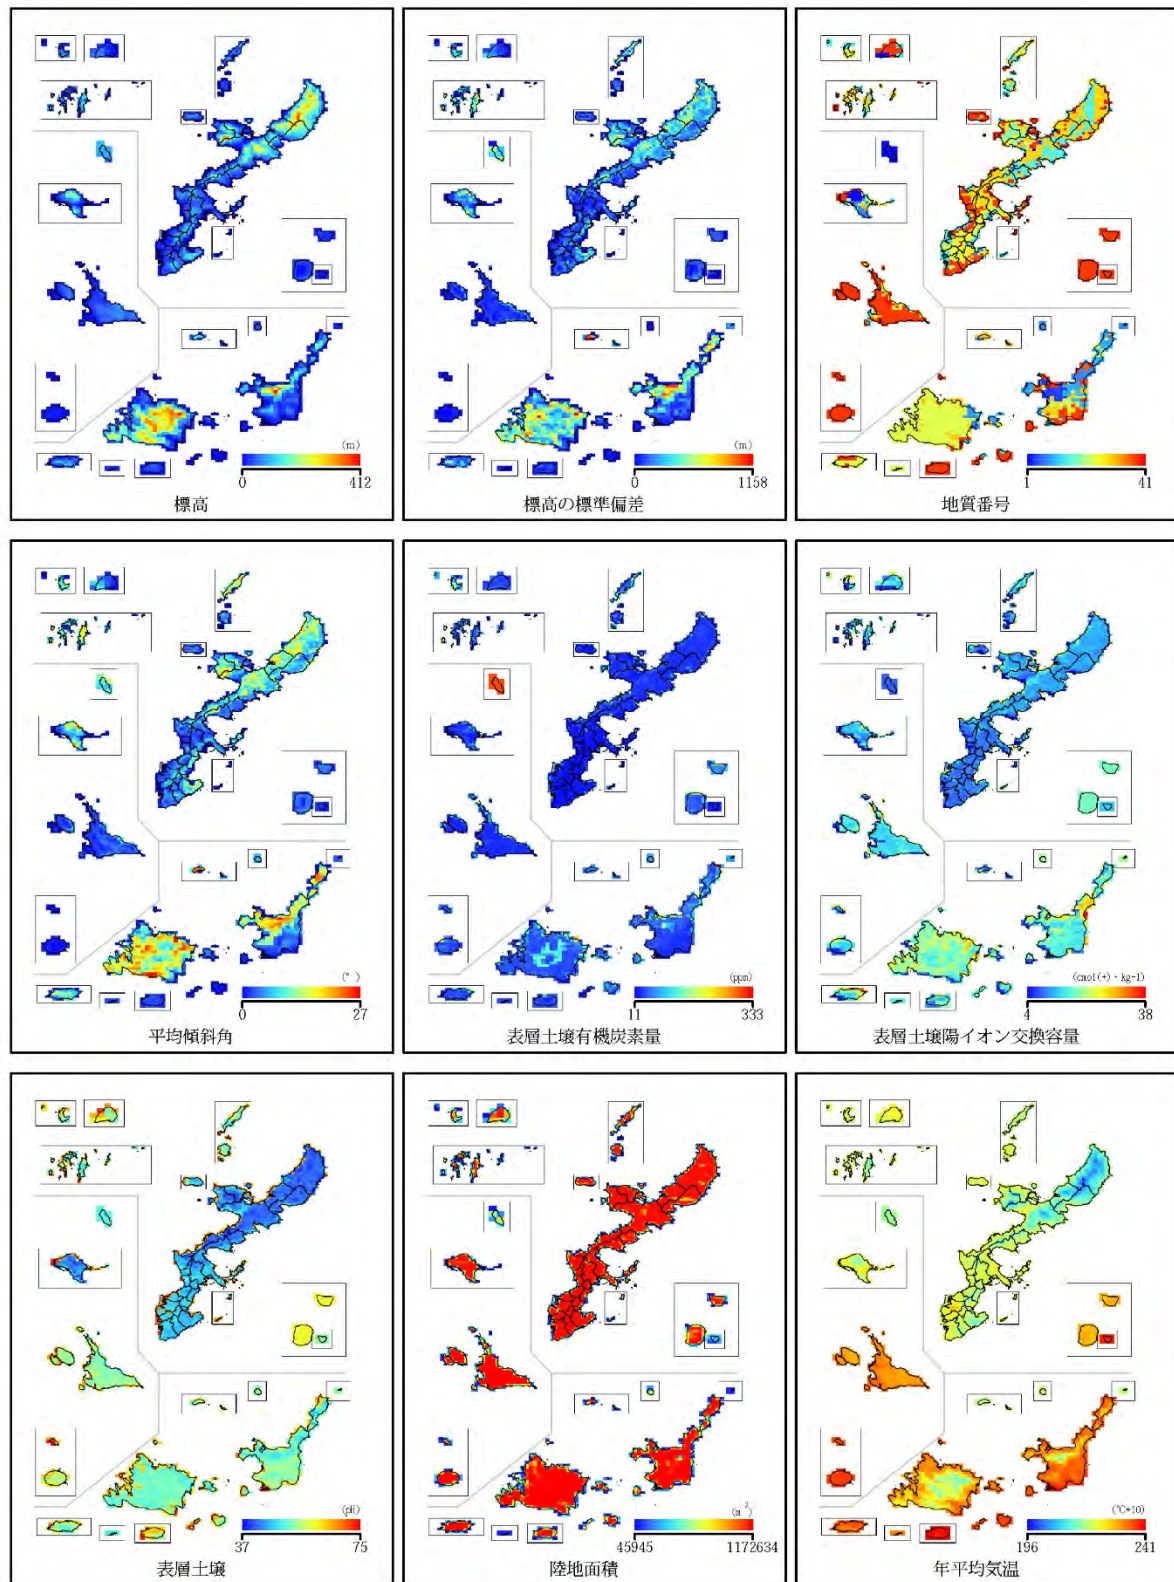 (m)
0 412
標高
(m)
0 1158
標高の標準偏差
1 41
地質番号
(°)
0 27
平均傾斜角
(ppm)
11 333
表層土壌有機炭素量
(cmol(+)・kg-1)
4 38
表層土壌陽イオン交換容量
(pH)
37 75
表層土壌
(m²)
45945 1172634
陸地面積
(℃*10)
196 241
年平均気温